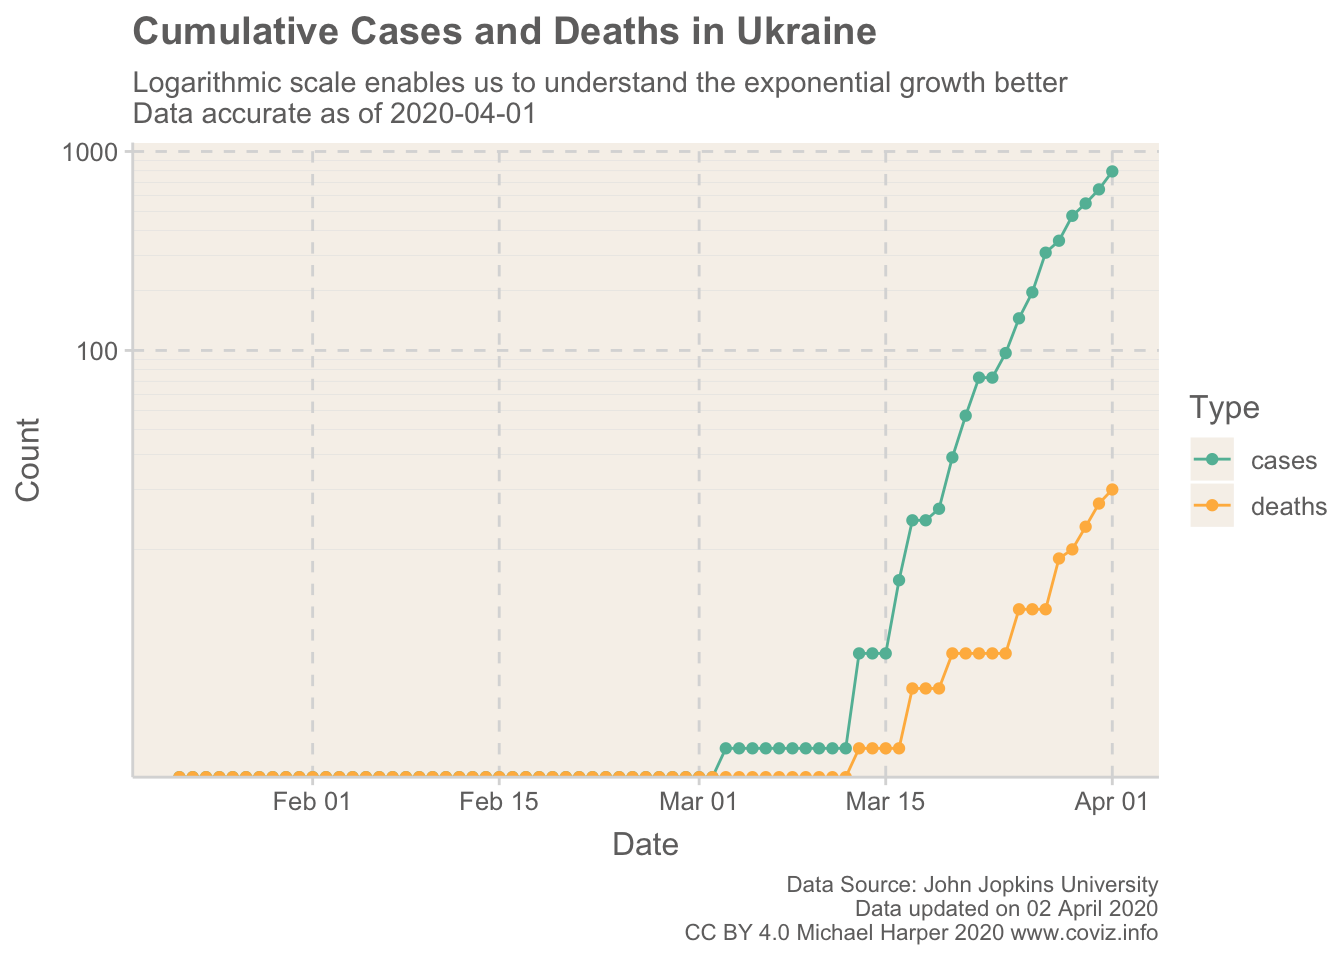 Cumulative Cases and Deaths in Ukraine
Logarithmic scale enables us to understand the exponential growth better
Data accurate as of 2020-04-01
1000
100
Count
Feb 01
Feb 15
Mar 01
Mar 15
Apr 01
Date
Type
cases
deaths
Data Source: John Jopkins University
Data updated on 02 April 2020
CC BY 4.0 Michael Harper 2020 www.coviz.info